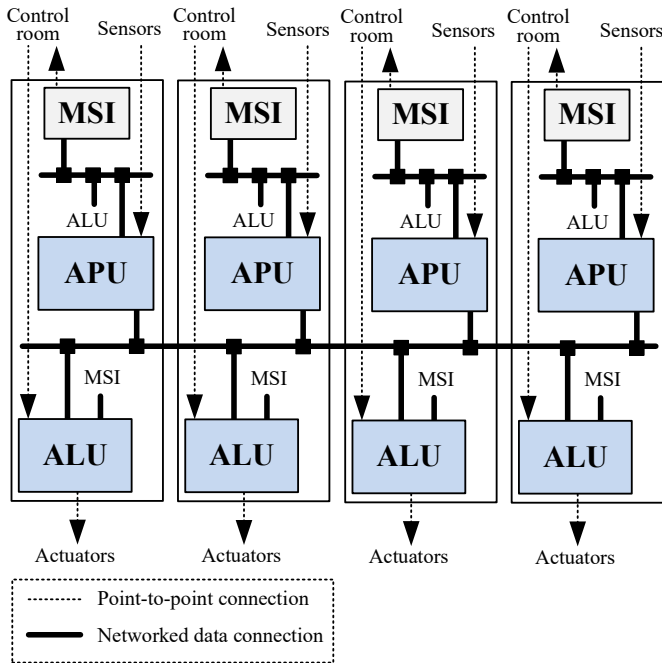 Control room Sensors Control room Sensors Control room Sensors Control room Sensors
MSI MSI MSI MSI
ALU ALU ALU ALU
APU APU APU APU
MSI MSI MSI MSI
ALU ALU ALU ALU
Actuators Actuators Actuators Actuators
Point-to-point connection
Networked data connection